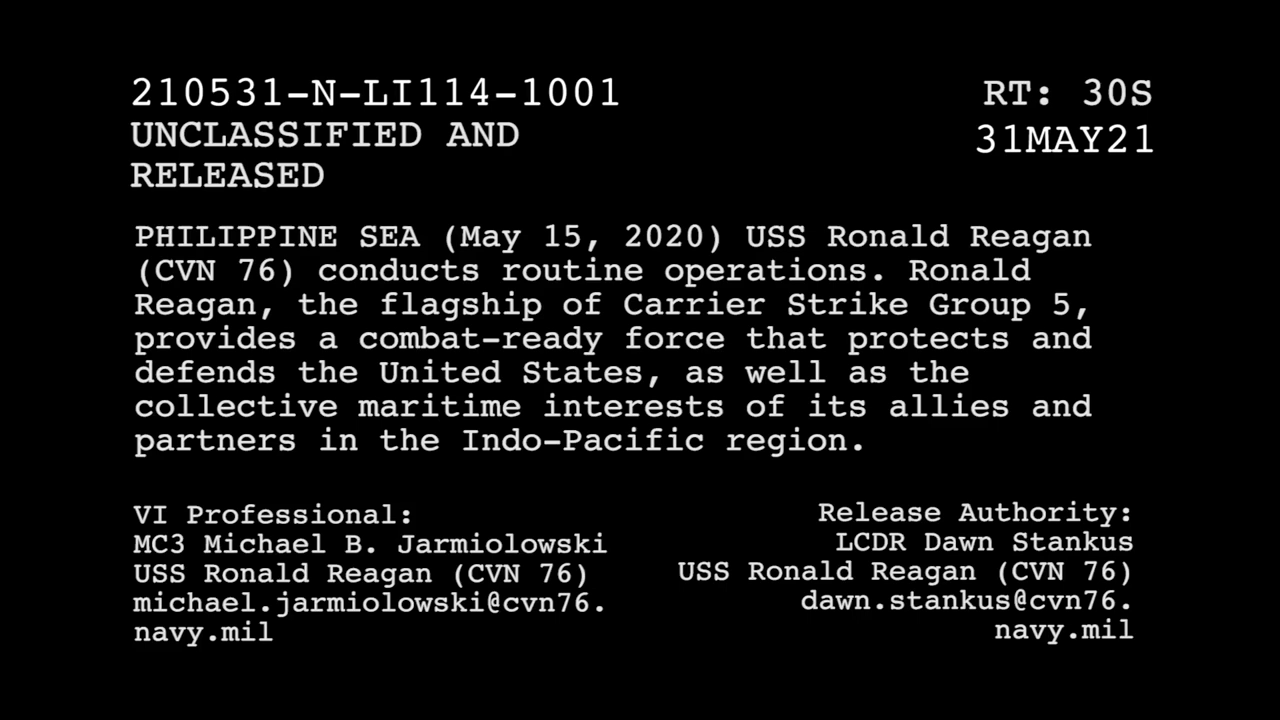 210531-N-LI114-1001
UNCLASSIFIED AND
RELEASED
RT: 30S
31MAY21
PHILIPPINE SEA (May 15, 2020) USS Ronald Reagan
(CVN 76) conducts routine operations. Ronald
Reagan, the flagship of Carrier Strike Group 5,
provides a combat-ready force that protects and
defends the United States, as well as the
collective maritime interests of its allies and
partners in the Indo-Pacific region.
VI Professional:
MC3 Michael B. Jarmiolowski
USS Ronald Reagan (CVN 76)
michael.jarmiolowski@cvn76.
navy.mil
Release Authority:
LCDR Dawn Stankus
USS Ronald Reagan (CVN 76)
dawn.stankus@cvn76.
navy.mil